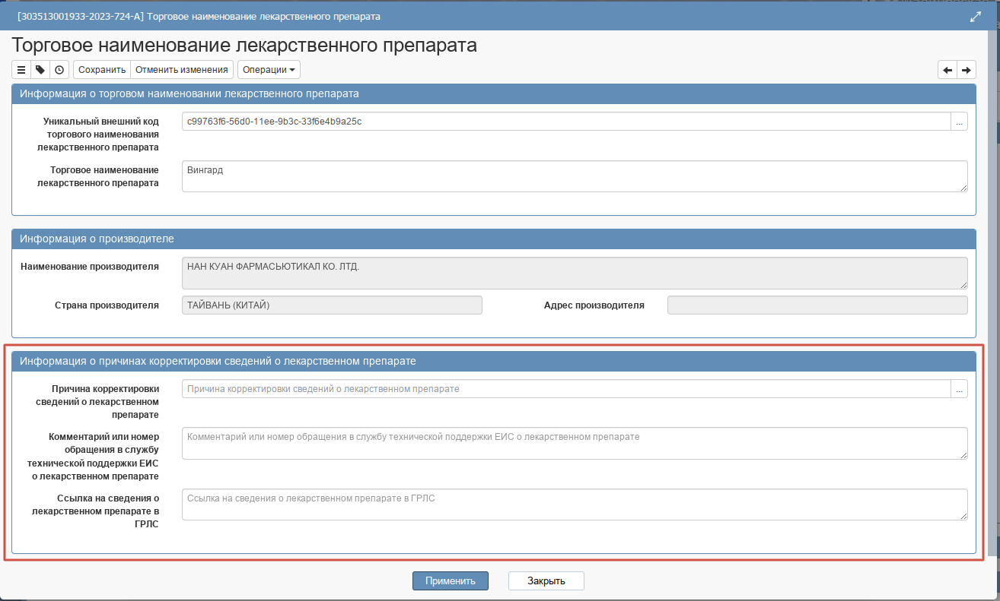 [303513001933-2023-724-A] Торговое наименование лекарственного препарата
Торговое наименование лекарственного препарата
Сохранить Отменить изменения Операции
Информация о торговом наименовании лекарственного препарата
Уникальный внешний код
торгового наименования
лекарственного препарата
c99763f6-56d0-11ee-9b3c-33f6e4b9a25c ...
Торговое наименование
лекарственного препарата
Вингард
Информация о производителе
Наименование производителя
НАН КУАН ФАРМАСЬЮТИКАЛ КО. ЛТД.
Страна производителя
ТАЙВАНЬ (КИТАЙ)
Адрес производителя
Информация о причинах корректировки сведений о лекарственном препарате
Причина корректировки
сведений о лекарственном
препарате
Причина корректировки сведений о лекарственном препарате ...
Комментарий или номер
обращения в службу
технической поддержки ЕИС
о лекарственном препарате
Комментарий или номер обращения в службу технической поддержки ЕИС о лекарственном препарате
Ссылка на сведения о
лекарственном препарате в
ГРЛС
Ссылка на сведения о лекарственном препарате в ГРЛС
Применить Закрыть